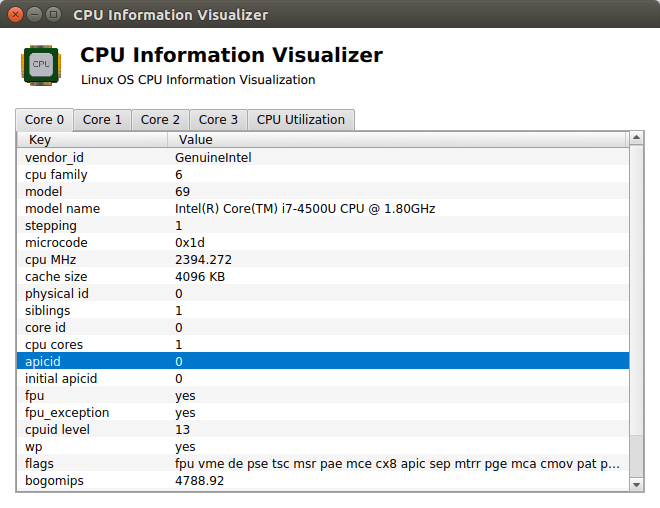 CPU Information Visualizer
CPU
CPU Information Visualizer
Linux OS CPU Information Visualization
Core 0 Core 1 Core 2 Core 3 CPU Utilization
Key Value
vendor_id GenuineIntel
cpu family 6
model 69
model name Intel(R) Core(TM) i7-4500U CPU @ 1.80GHz
stepping 1
microcode 0x1d
cpu MHz 2394.272
cache size 4096 KB
physical id 0
siblings 1
core id 0
cpu cores 1
apicid 0
initial apicid 0
fpu yes
fpu_exception yes
cpuid level 13
wp yes
flags fpu vme de pse tsc msr pae mce cx8 apic sep mtrr pge mca cmov pat p...
bogomips 4788.92